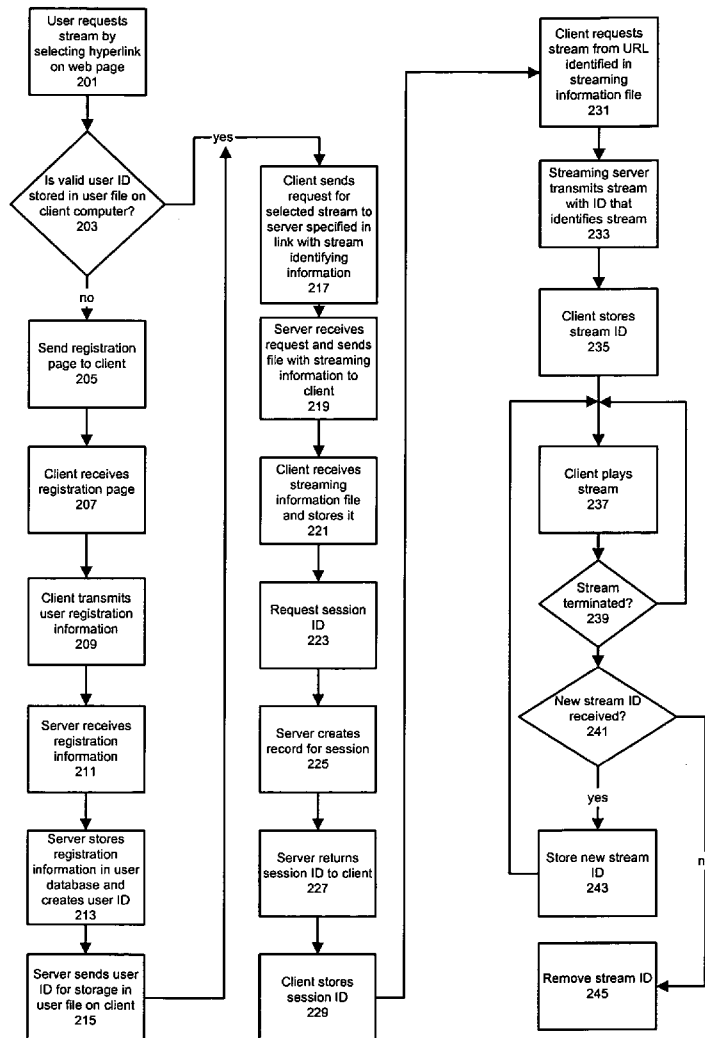 User requests
stream by
selecting hyperlink
on web page
201
Is valid user ID
stored in user file on
client computer?
203
no
yes
Send registration
page to client
205
Client receives
registration page
207
Client transmits
user registration
information
209
Server receives
registration
information
211
Server stores
registration
information in user
database and
creates user ID
213
Server sends user
ID for storage in
user file on client
215
Client sends
request for
selected stream to
server specified in
link with stream
identifying
information
217
Server receives
request and sends
file with streaming
information to
client
219
Client receives
streaming
information file
and stores it
221
Request session
ID
223
Server creates
record for session
225
Server returns
session ID to client
227
Client stores
session ID
229
Client requests
stream from URL
identified in
streaming
information file
231
Streaming server
transmits stream
with ID that
identifies stream
233
Client stores
stream ID
235
Client plays
stream
237
Stream
terminated?
239
New stream ID
received?
241
yes
Store new stream
ID
243
Remove stream ID
245